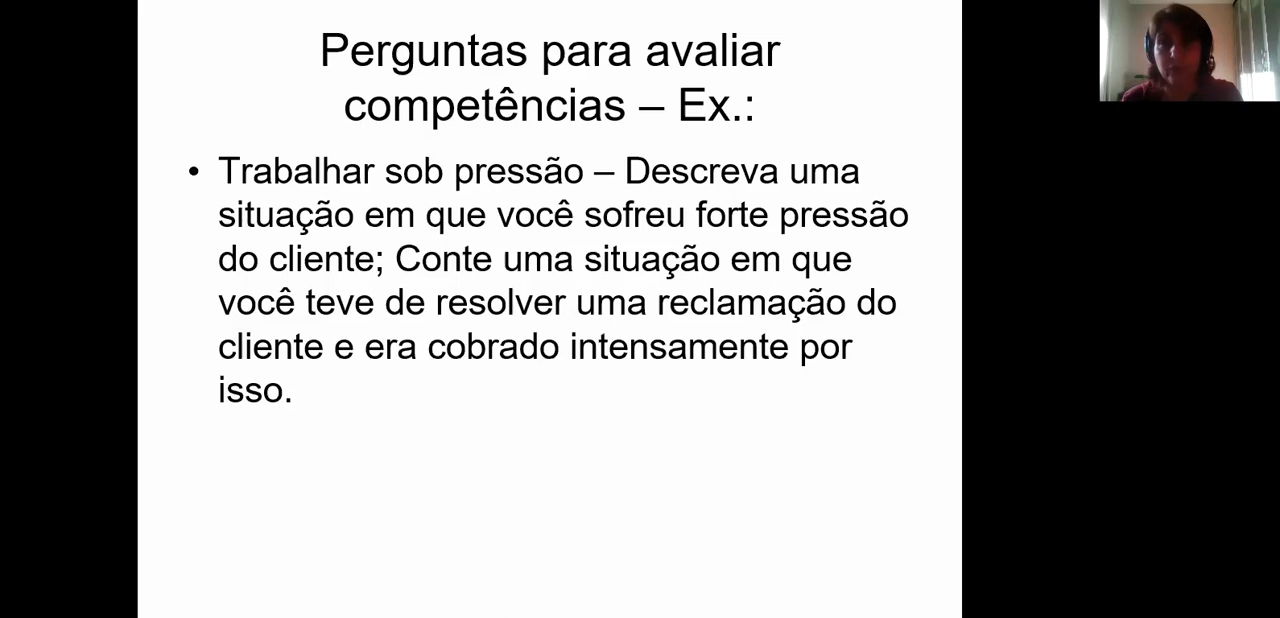 Perguntas para avaliar
competências – Ex.:
• Trabalhar sob pressão – Descreva uma
situação em que você sofreu forte pressão
do cliente; Conte uma situação em que
você teve de resolver uma reclamação do
cliente e era cobrado intensamente por
isso.